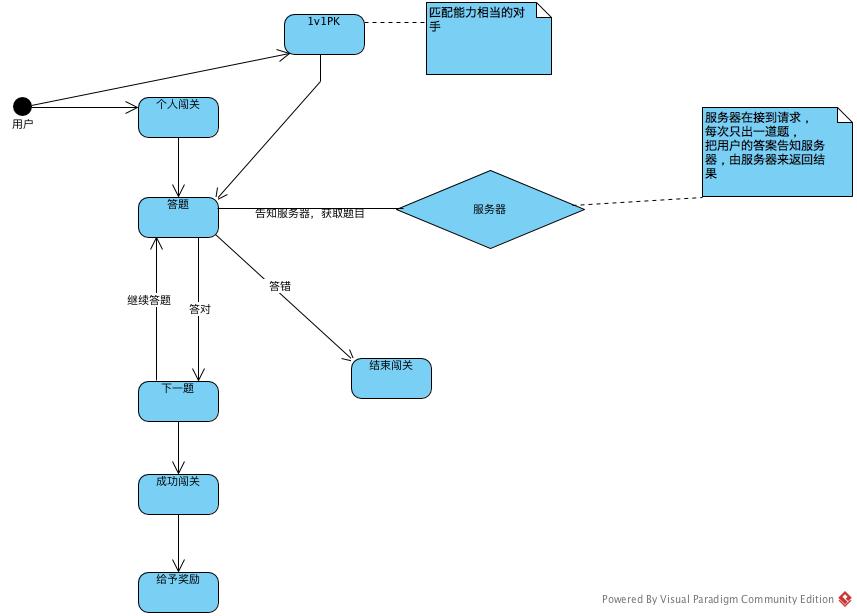 1v1PK
匹配能力相当的对
手
用户
个人闯关
服务器在接到请求，
每次只出一道题，
把用户的答案告知服务
器，由服务器来返回结
果
答题
告知服务器，获取题目
服务器
答错
继续答题
答对
结束闯关
下一题
成功闯关
给予奖励
Powered By Visual Paradigm Community Edition